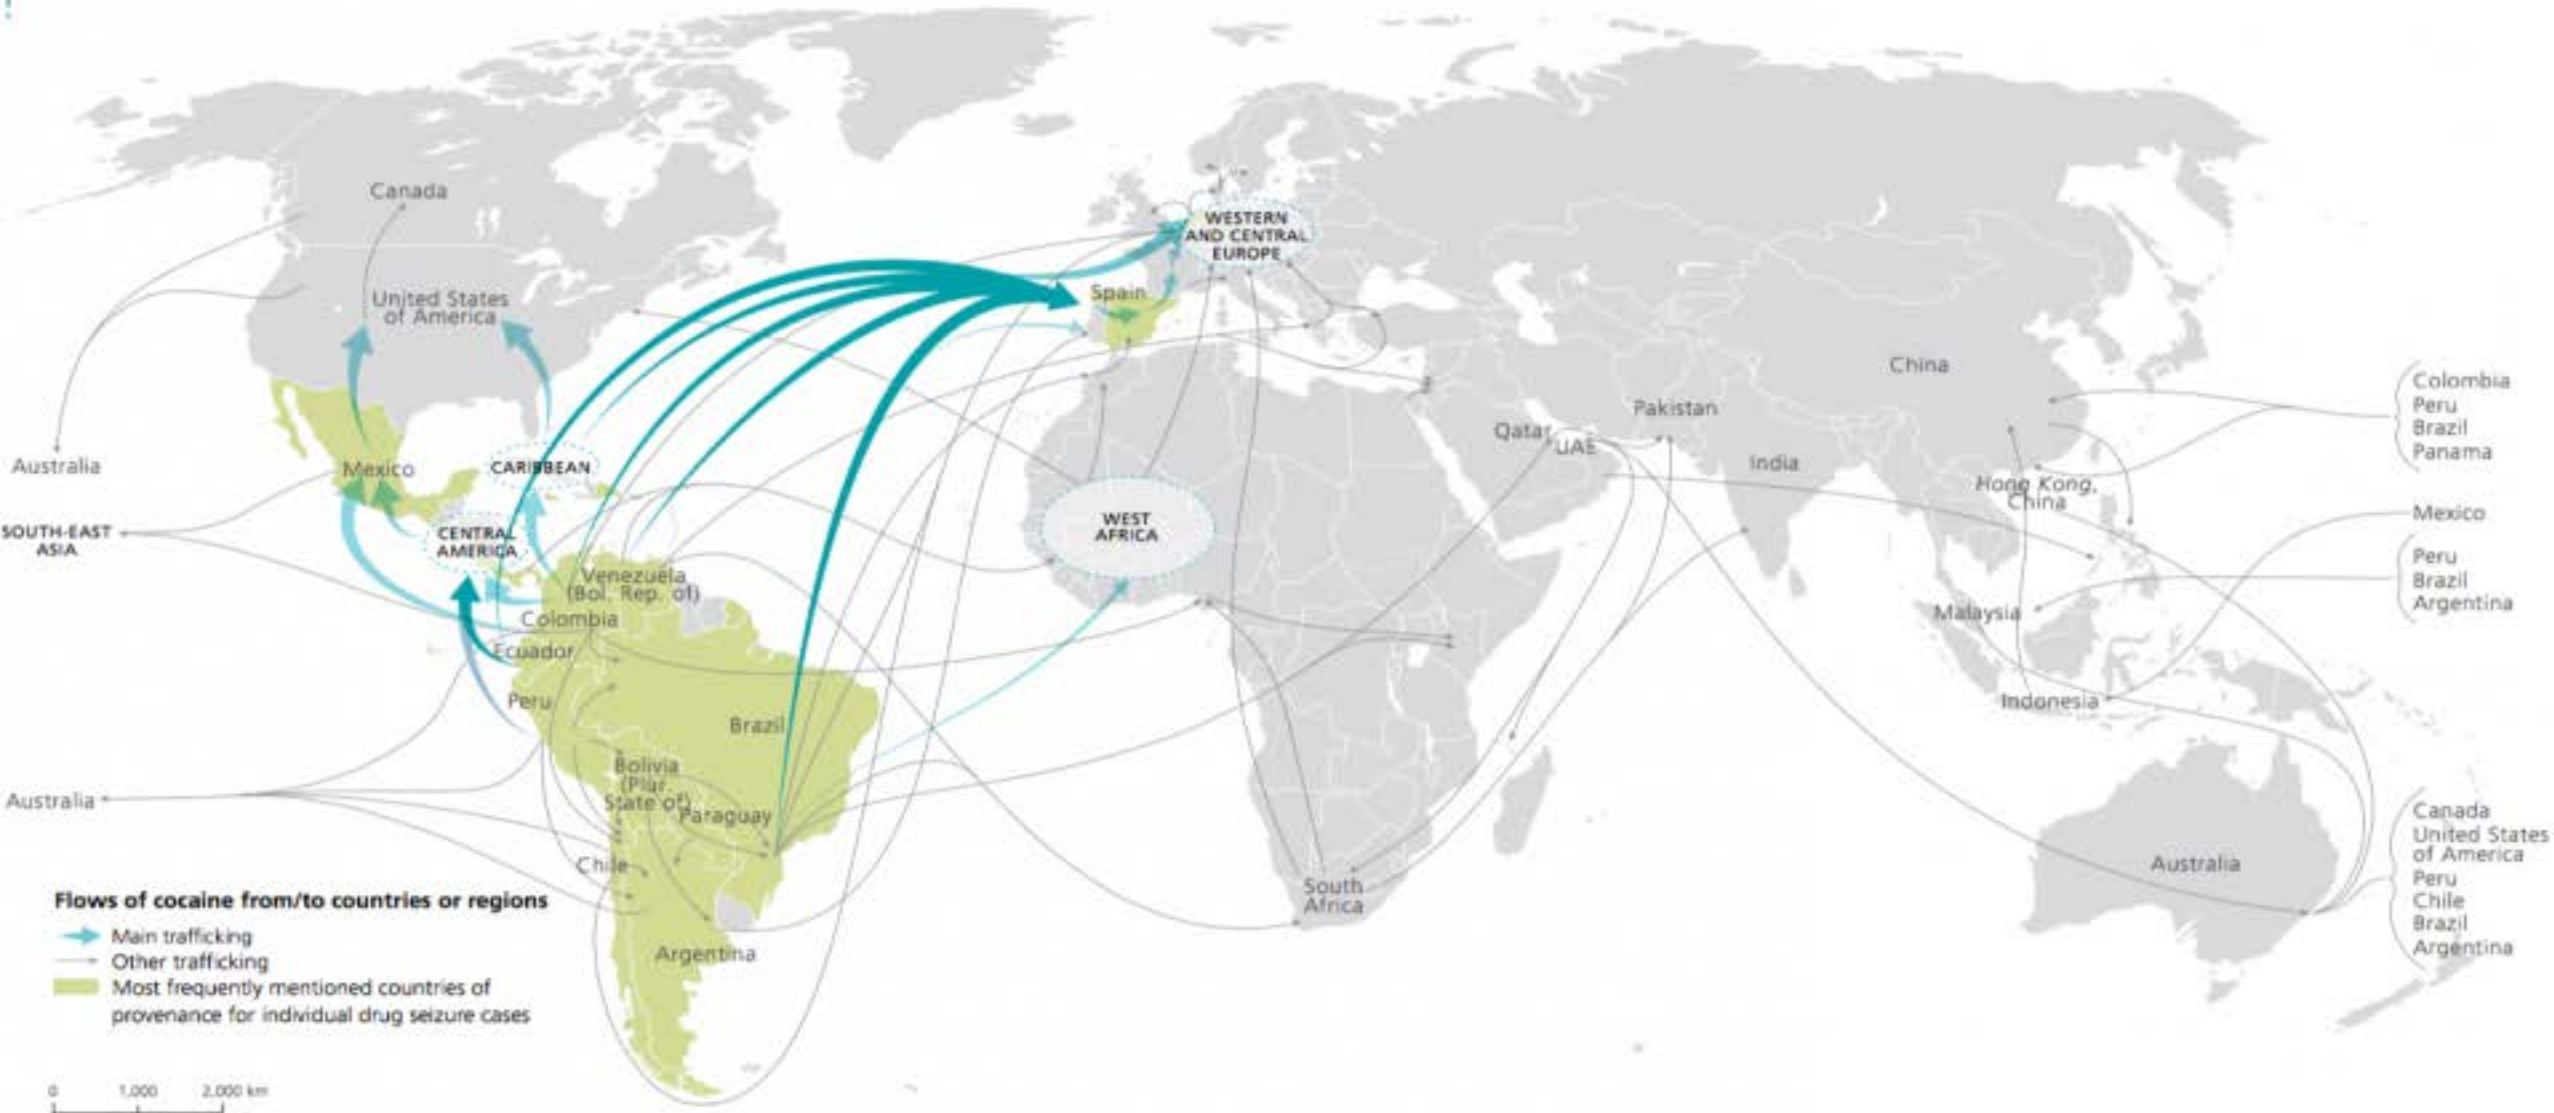 Canada
United States
of America
Mexico
CARIBBEAN
CENTRAL
AMERICA
Australia
SOUTH-EAST
ASIA
Australia
Venezuela
(Bol. Rep. of)
Colombia
Ecuador
Peru
Brazil
Bolivia
(Plur.
State of)
Paraguay
Chile
Argentina
WESTERN
AND CENTRAL
EUROPE
Spain
WEST
AFRICA
South
Africa
Qatar
UAE
Pakistan
India
China
Hong Kong,
China
Malaysia
Indonesia
Australia
Colombia
Peru
Brazil
Panama
Mexico
Peru
Brazil
Argentina
Canada
United States
of America
Peru
Chile
Brazil
Argentina
Flows of cocaine from/to countries or regions
Main trafficking
Other trafficking
Most frequently mentioned countries of
provenance for individual drug seizure cases
0 1,000 2,000 km